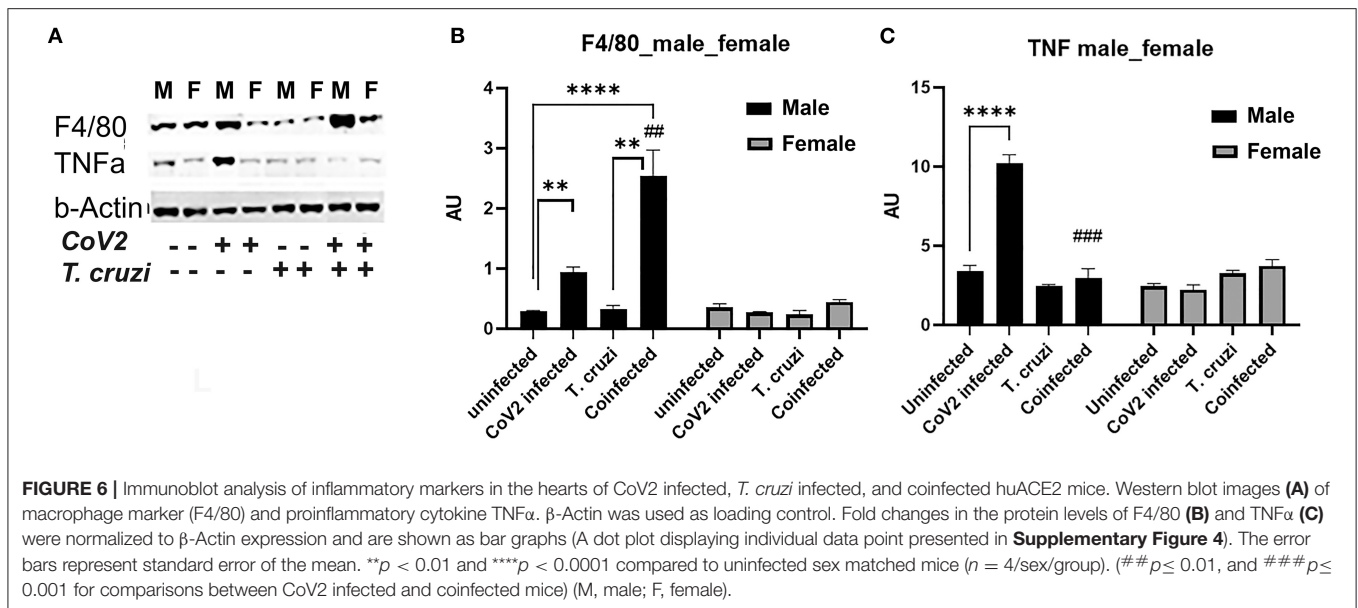 A
M F M F M F M F
F4/80
TNFa
b-Actin
CoV2 - - + + - - + +
T. cruzi - - - - + + + +
B
F4/80_male_female
AU
4
3
2
1
0
****
##
**
**
Male
Female
uninfected
CoV2 infected
T. cruzi
Coinfected
uninfected
CoV2 infected
T. cruzi
Coinfected
C
TNF male_female
AU
15
10
5
0
****
###
Male
Female
Uninfected
CoV2 infected
T. cruzi
Coinfected
Uninfected
CoV2 infected
T. cruzi
Coinfected
FIGURE 6 | Immunoblot analysis of inflammatory markers in the hearts of CoV2 infected, T. cruzi infected, and coinfected huACE2 mice. Western blot images (A) of
macrophage marker (F4/80) and proinflammatory cytokine TNFα. β-Actin was used as loading control. Fold changes in the protein levels of F4/80 (B) and TNFα (C)
were normalized to β-Actin expression and are shown as bar graphs (A dot plot displaying individual data point presented in Supplementary Figure 4). The error
bars represent standard error of the mean. **p < 0.01 and ****p < 0.0001 compared to uninfected sex matched mice (n = 4/sex/group). (##p≤ 0.01, and ###p≤
0.001 for comparisons between CoV2 infected and coinfected mice) (M, male; F, female).